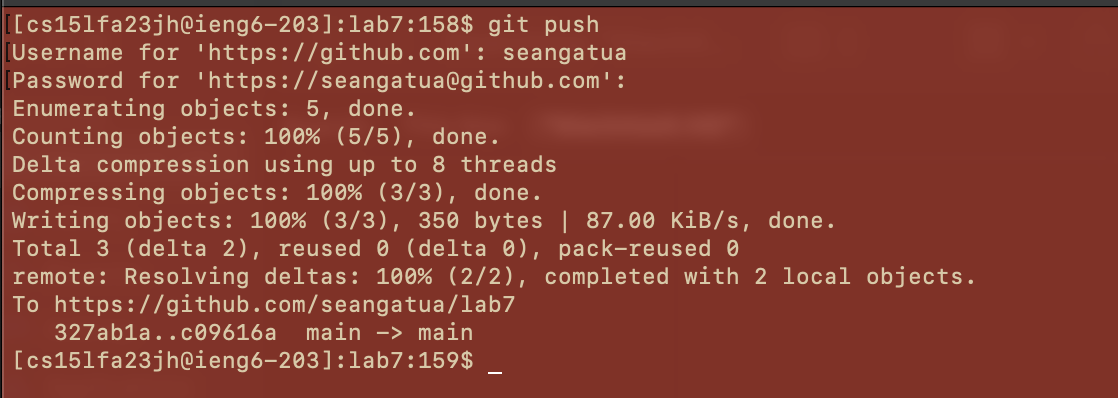 [[cs15lfa23jh@ieng6-203]:lab7:158$ git push
[Username for 'https://github.com': seangatua
[Password for 'https://seangatua@github.com':
Enumerating objects: 5, done.
Counting objects: 100% (5/5), done.
Delta compression using up to 8 threads
Compressing objects: 100% (3/3), done.
Writing objects: 100% (3/3), 350 bytes | 87.00 KiB/s, done.
Total 3 (delta 2), reused 0 (delta 0), pack-reused 0
remote: Resolving deltas: 100% (2/2), completed with 2 local objects.
To https://github.com/seangatua/lab7
   327ab1a..c09616a  main -> main
[cs15lfa23jh@ieng6-203]:lab7:159$ _